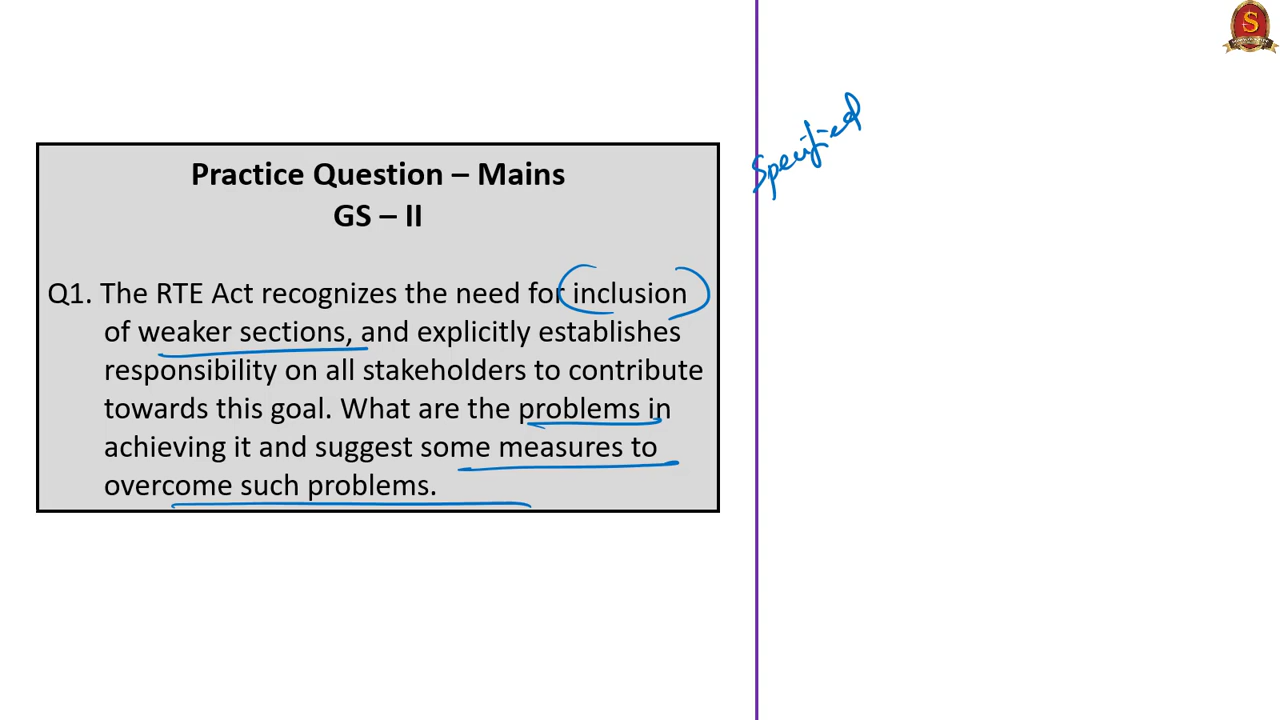 Practice Question – Mains
GS – II
Q1. The RTE Act recognizes the need for inclusion
of weaker sections, and explicitly establishes
responsibility on all stakeholders to contribute
towards this goal. What are the problems in
achieving it and suggest some measures to
overcome such problems.
Specified
S